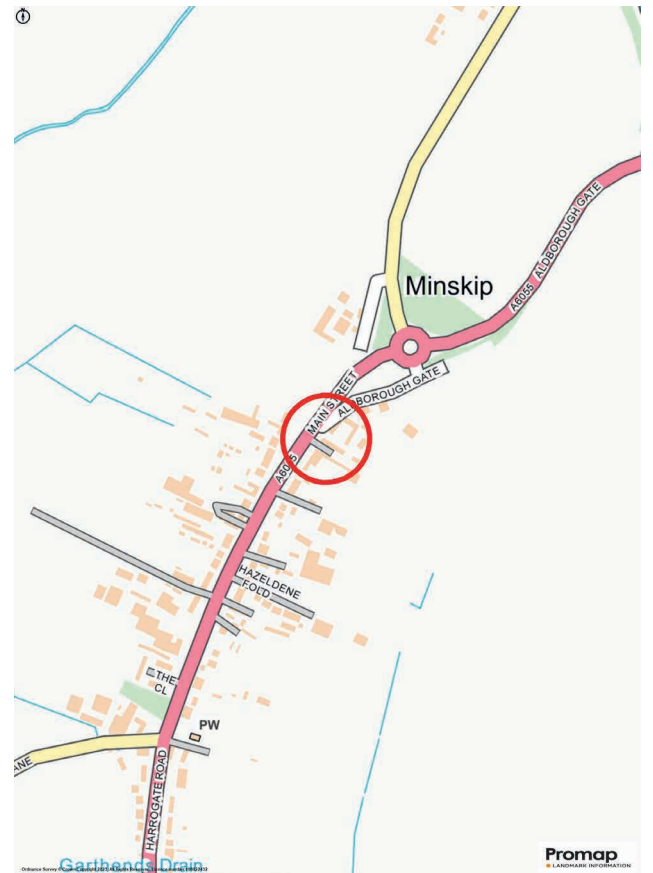 Minskip
A6055 ALDBOROUGH GATE
MAIN STREET
ALDBOROUGH GATE
A6055
HAZELDENE
FOLD
THE
CL
PW
ANE
HARROGATE ROAD
Garthends Drain
Promap
LANDMARK INFORMATION